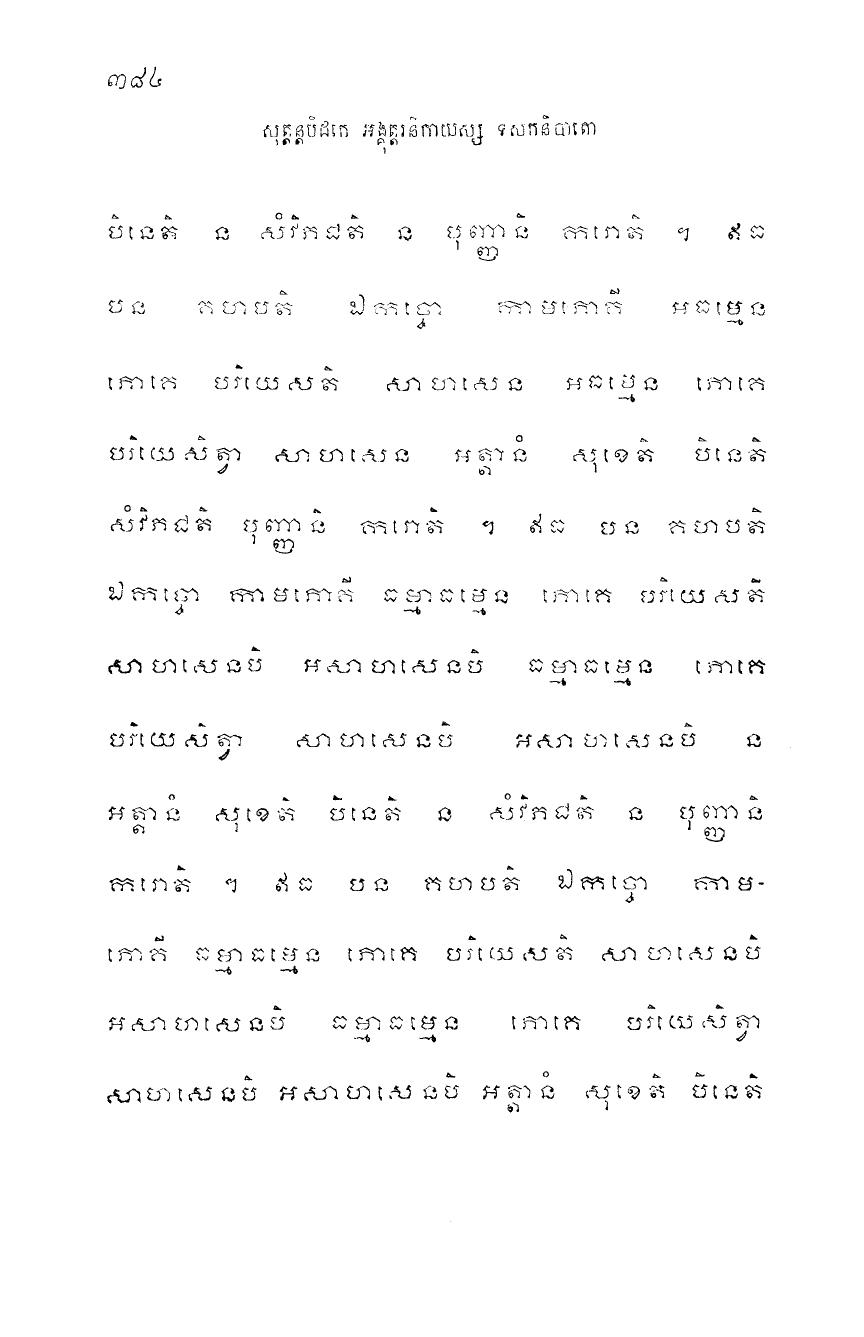 ៣៨៤
សុត្តន្តបិដកេ អង្គុត្តរនិកាយស្ស ទសកនិបាតោ
បិនេតិ ន សំវិភជតិ ន បុញ្ញានិ ករោតិ ។ ឥធ
បន គហបតិ ឯកច្ចោ កាមភោគី អធម្មេន
ភោគេ បរិយេសតិ សាហសេន អធម្មេន ភោគេ
បរិយេសិត្វា សាហសេន អត្តានំ សុខេតិ បិនេតិ
សំវិភជតិ បុញ្ញានិ ករោតិ ។ ឥធ បន គហបតិ
ឯកច្ចោ កាមភោគី ធម្មាធម្មេន ភោគេ បរិយេសតិ
សាហសេនបិ អសាហសេនបិ ធម្មាធម្មេន ភោគេ
បរិយេសិត្វា សាហសេនបិ អសាហសេនបិ ន
អត្តានំ សុខេតិ បិនេតិ ន សំវិភជតិ ន បុញ្ញានិ
ករោតិ ។ ឥធ បន គហបតិ ឯកច្ចោ កាម-
ភោគី ធម្មាធម្មេន ភោគេ បរិយេសតិ សាហសេនបិ
អសាហសេនបិ ធម្មាធម្មេន ភោគេ បរិយេសិត្វា
សាហសេនបិ អសាហសេនបិ អត្តានំ សុខេតិ បិនេតិ